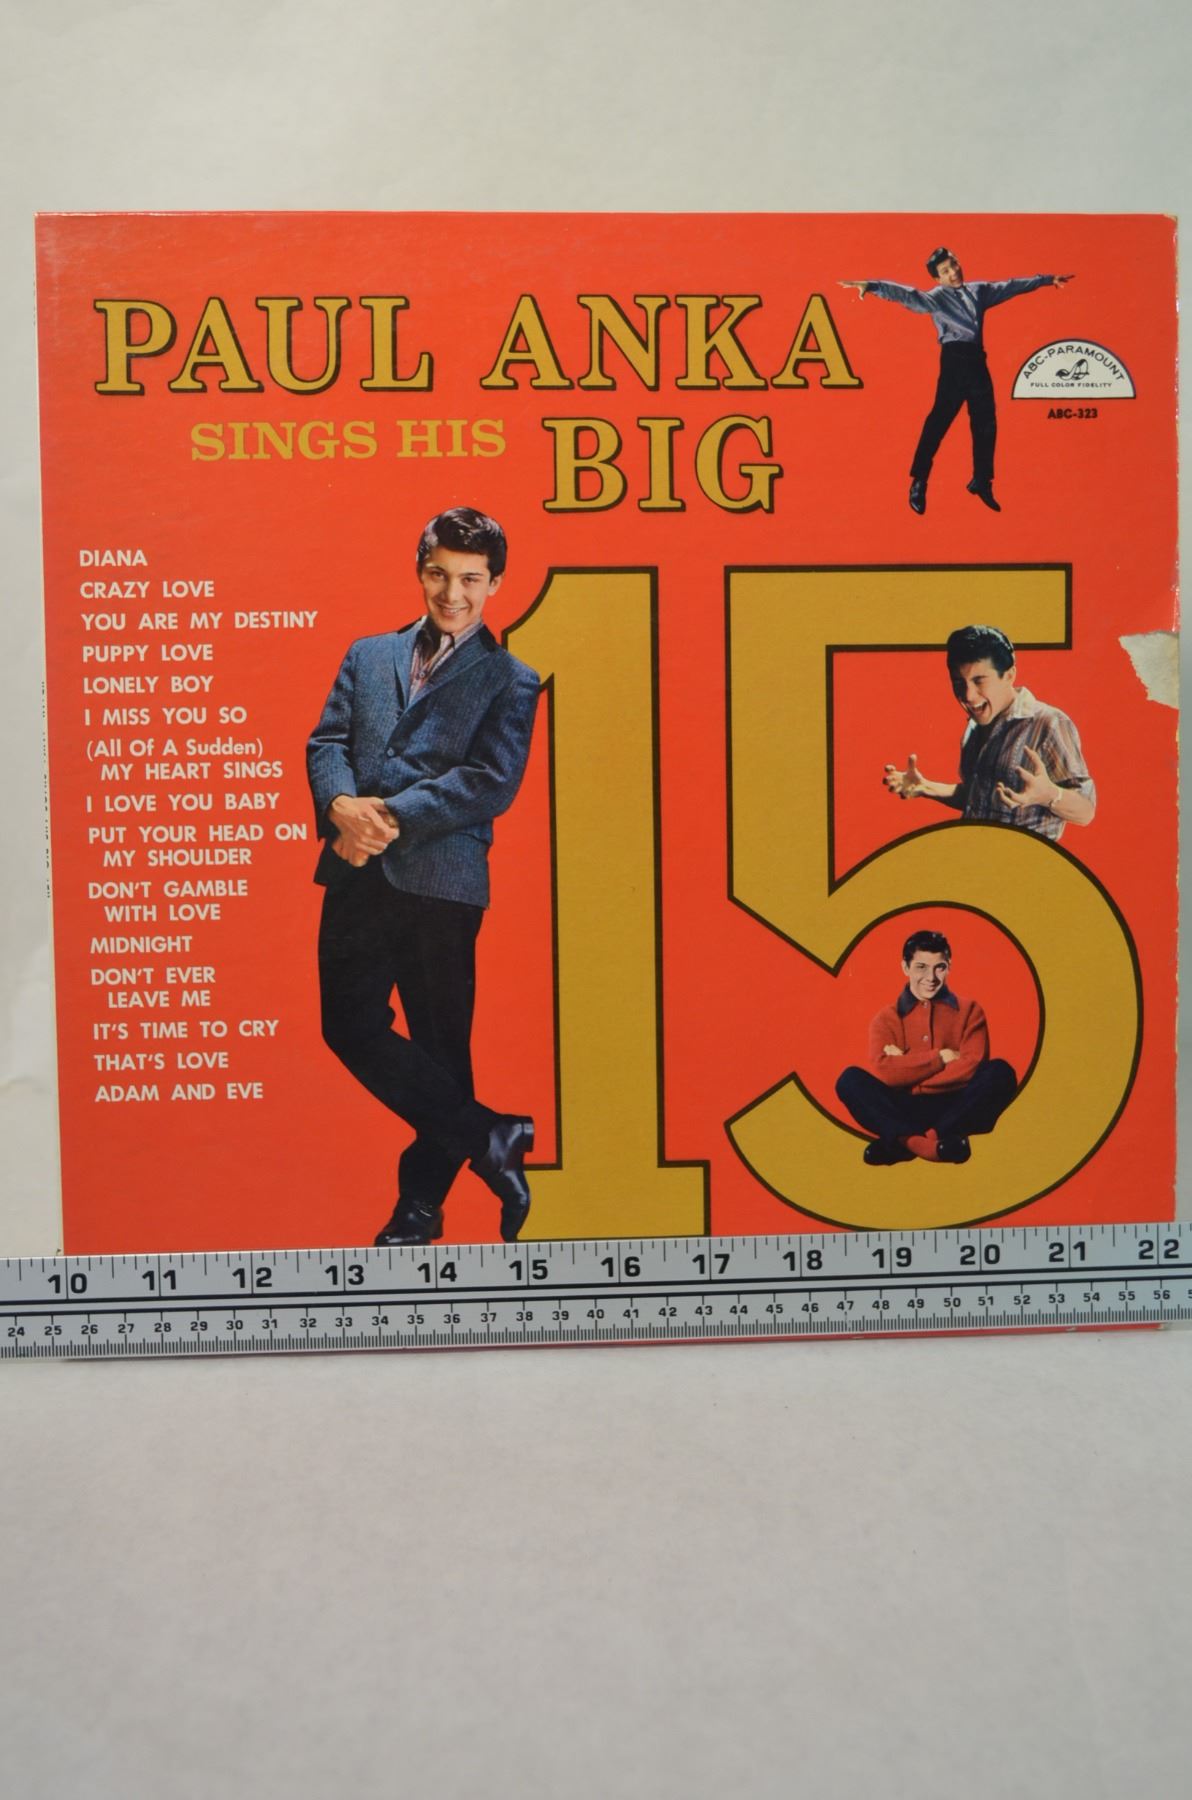 PAUL ANKA
SINGS HIS BIG
15
ABC-PARAMOUNT
FULL COLOR FIDELITY
ABC-323
DIANA
CRAZY LOVE
YOU ARE MY DESTINY
PUPPY LOVE
LONELY BOY
I MISS YOU SO
(All Of A Sudden)
MY HEART SINGS
I LOVE YOU BABY
PUT YOUR HEAD ON
MY SHOULDER
DON'T GAMBLE
WITH LOVE
MIDNIGHT
DON'T EVER
LEAVE ME
IT'S TIME TO CRY
THAT'S LOVE
ADAM AND EVE
10 11 12 13 14 15 16 17 18 19 20 21 22
24 25 26 27 28 29 30 31 32 33 34 35 36 37 38 39 40 41 42 43 44 45 46 47 48 49 50 51 52 53 54 55 56